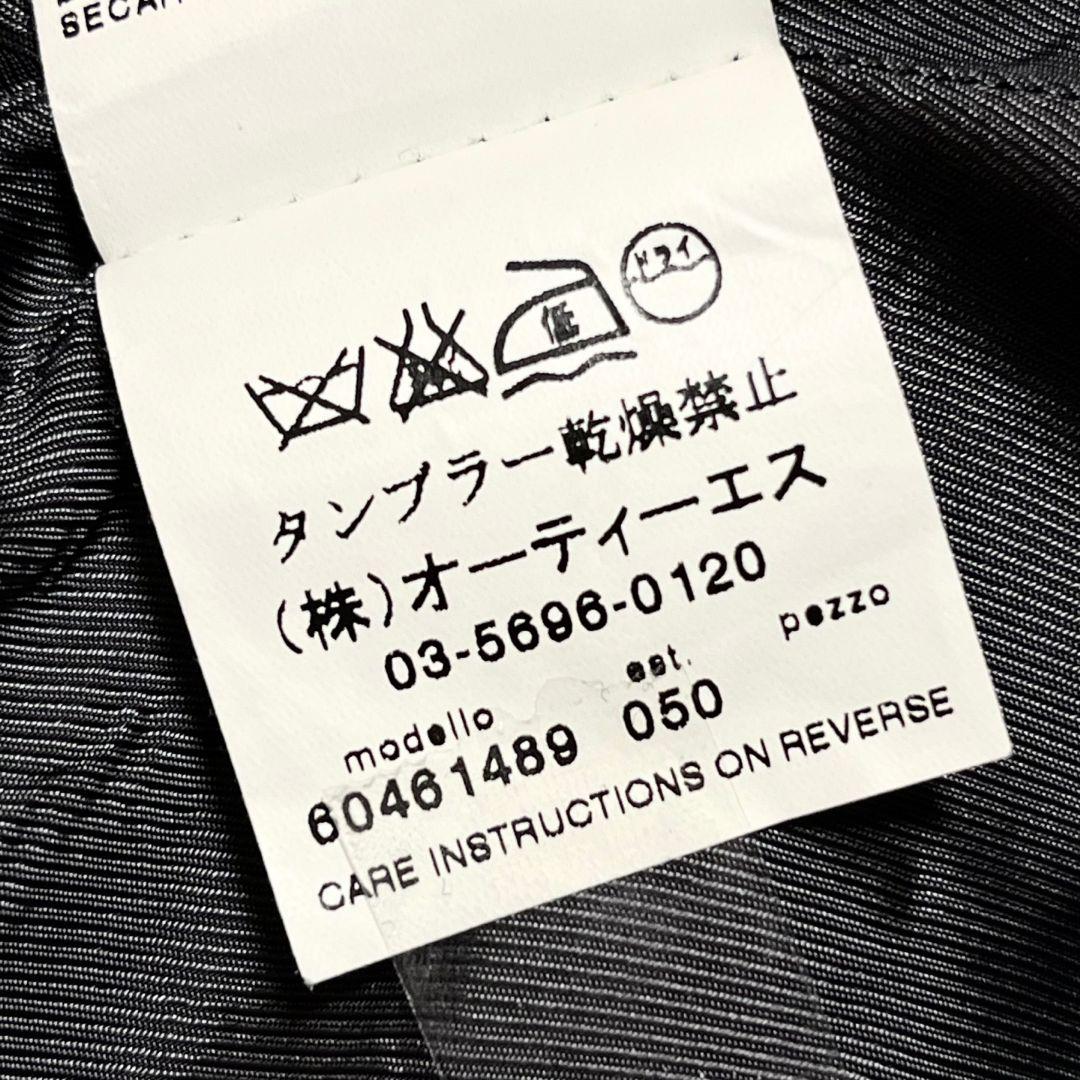 低
ドライ
タンブラー乾燥禁止
(株)オーティーエス
03-5696-0120
modello est. pezzo
60461489 050
CARE INSTRUCTIONS ON REVERSE